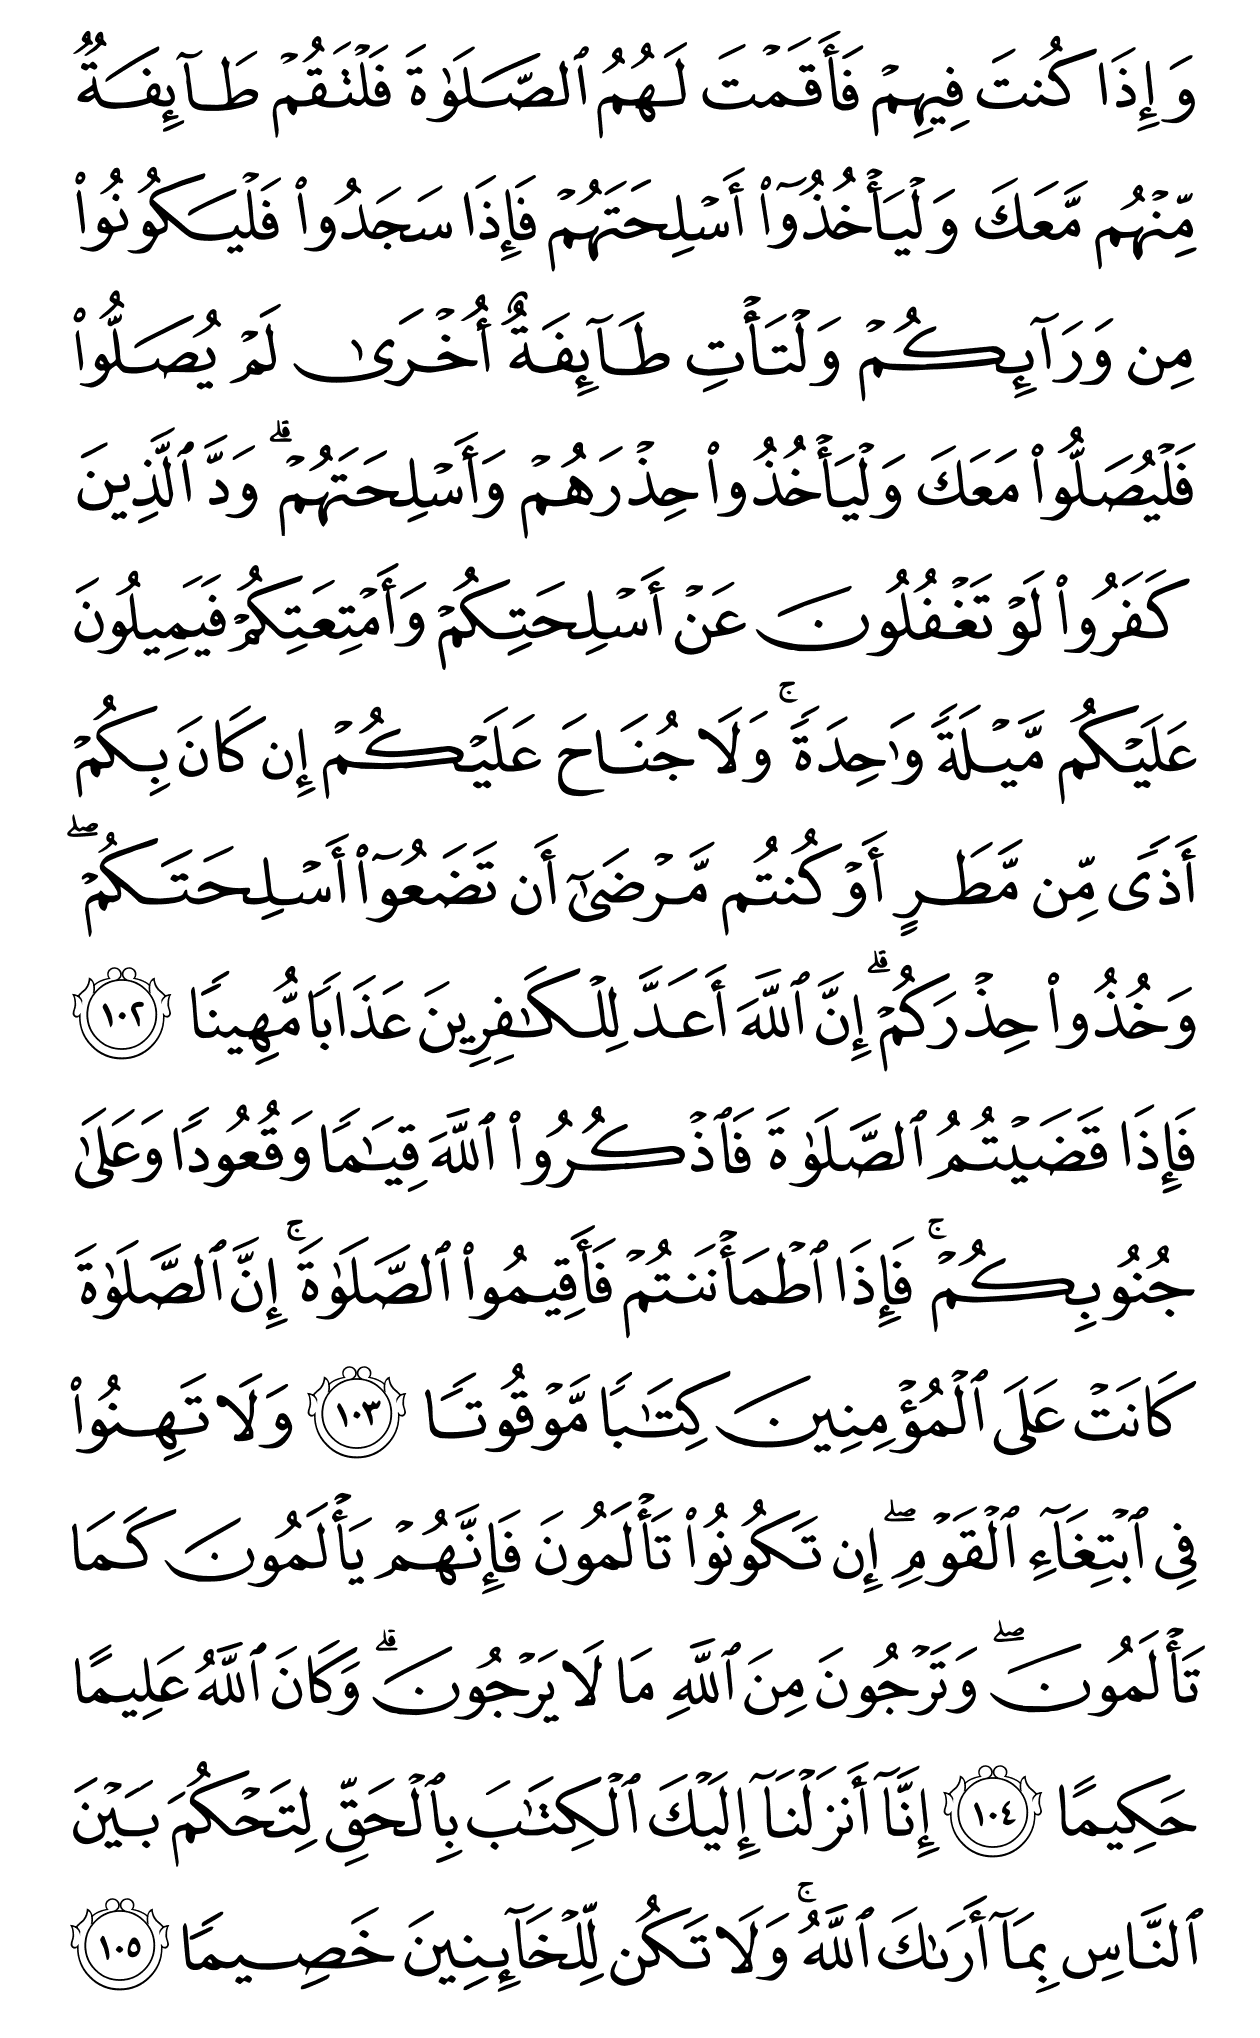 وَإِذَا كُنتَ فِيهِمۡ فَأَقَمۡتَ لَهُمُ ٱلصَّلَوٰةَ فَلۡتَقُمۡ طَآئِفَةٞ
مِّنۡهُم مَّعَكَ وَلۡيَأۡخُذُوٓاْ أَسۡلِحَتَهُمۡ فَإِذَا سَجَدُواْ فَلۡيَكُونُواْ
مِن وَرَآئِكُمۡ وَلۡتَأۡتِ طَآئِفَةٌ أُخۡرَىٰ لَمۡ يُصَلُّواْ
فَلۡيُصَلُّواْ مَعَكَ وَلۡيَأۡخُذُواْ حِذۡرَهُمۡ وَأَسۡلِحَتَهُمۡۗ وَدَّ ٱلَّذِينَ
كَفَرُواْ لَوۡ تَغۡفُلُونَ عَنۡ أَسۡلِحَتِكُمۡ وَأَمۡتِعَتِكُمۡ فَيَمِيلُونَ
عَلَيۡكُم مَّيۡلَةٗ وَٰحِدَةٗۚ وَلَا جُنَاحَ عَلَيۡكُمۡ إِن كَانَ بِكُمۡ
أَذٗى مِّن مَّطَرٍ أَوۡ كُنتُم مَّرۡضَىٰٓ أَن تَضَعُوٓاْ أَسۡلِحَتَكُمۡۖ
وَخُذُواْ حِذۡرَكُمۡۗ إِنَّ ٱللَّهَ أَعَدَّ لِلۡكَٰفِرِينَ عَذَابٗا مُّهِينٗا ١٠٢
فَإِذَا قَضَيۡتُمُ ٱلصَّلَوٰةَ فَٱذۡكُرُواْ ٱللَّهَ قِيَٰمٗا وَقُعُودٗا وَعَلَىٰ
جُنُوبِكُمۡۚ فَإِذَا ٱطۡمَأۡنَنتُمۡ فَأَقِيمُواْ ٱلصَّلَوٰةَۚ إِنَّ ٱلصَّلَوٰةَ
كَانَتۡ عَلَى ٱلۡمُؤۡمِنِينَ كِتَٰبٗا مَّوۡقُوتٗا ١٠٣ وَلَا تَهِنُواْ
فِي ٱبۡتِغَآءِ ٱلۡقَوۡمِۖ إِن تَكُونُواْ تَأۡلَمُونَ فَإِنَّهُمۡ يَأۡلَمُونَ كَمَا
تَأۡلَمُونَۖ وَتَرۡجُونَ مِنَ ٱللَّهِ مَا لَا يَرۡجُونَۗ وَكَانَ ٱللَّهُ عَلِيمًا
حَكِيمًا ١٠٤ إِنَّآ أَنزَلۡنَآ إِلَيۡكَ ٱلۡكِتَٰبَ بِٱلۡحَقِّ لِتَحۡكُمَ بَيۡنَ
ٱلنَّاسِ بِمَآ أَرَىٰكَ ٱللَّهُۚ وَلَا تَكُن لِّلۡخَآئِنِينَ خَصِيمٗا ١٠٥